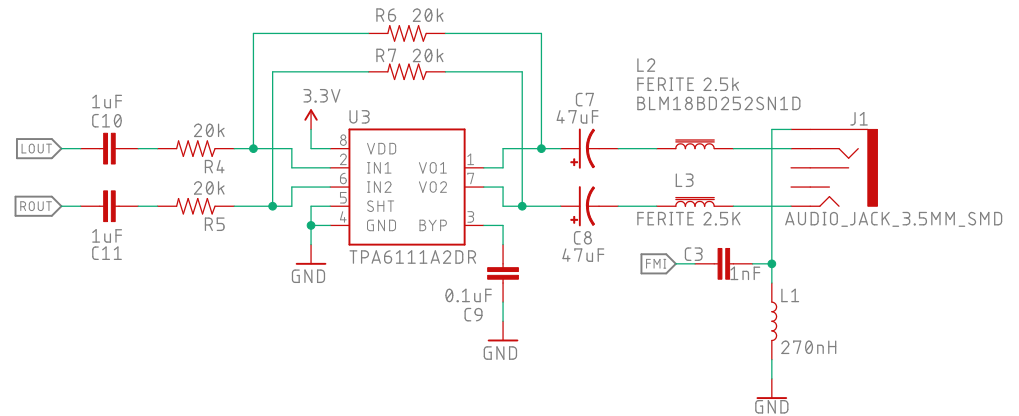 R6 20k
R7 20k
L2
FERITE 2.5k
BLM18BD252SN1D
1uF
C10
3.3V
U3
C7
47uF
J1
LOUT
20k
R4
8 VDD
2 IN1
6 IN2
5 SHT
4 GND
VO1 1
VO2 7
BYP 3
TPA6111A2DR
ROUT
20k
R5
1uF
C11
GND
L3
FERITE 2.5K
AUDIO_JACK_3.5MM_SMD
C8
47uF
FMI
C3
1nF
0.1uF
C9
GND
L1
270nH
GND